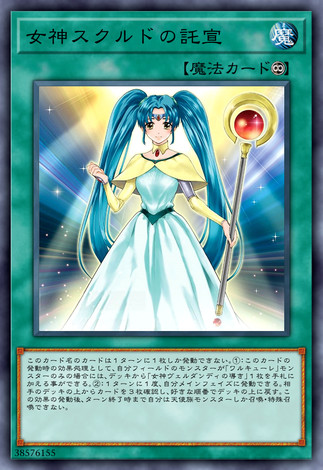 女神スクルドの託宣
魔
【魔法カード】
このカード名のカードは1ターンに1枚しか発動できない。①:このカード
の発動時の効果処理として、自分フィールドのモンスターが「ワルキューレ」モン
スターのみの場合には、デッキから「女神ヴェルダンディの導き」1枚を手札に
加える事ができる。②:1ターンに1度、自分メインフェイズに発動できる。相
手のデッキの上からカードを3枚確認し、好きな順番でデッキの上に戻す。こ
の効果の発動後、ターン終了時まで自分は天使族モンスターしか召喚・特殊召
喚できない。
38576155